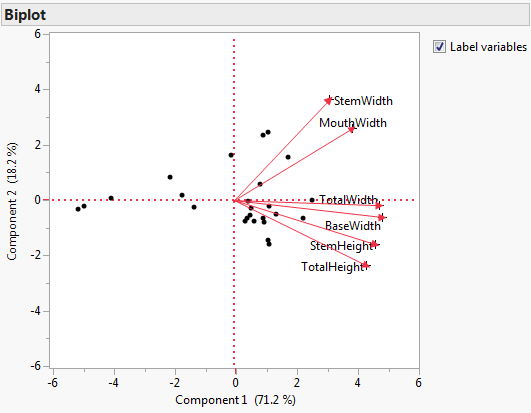 Biplot
Label variables
6
4
2
0
-2
-4
-6
Component 2 (18.2 %)
StemWidth
MouthWidth
TotalWidth
BaseWidth
StemHeight
TotalHeight
-6 -4 -2 0 2 4 6
Component 1 (71.2 %)